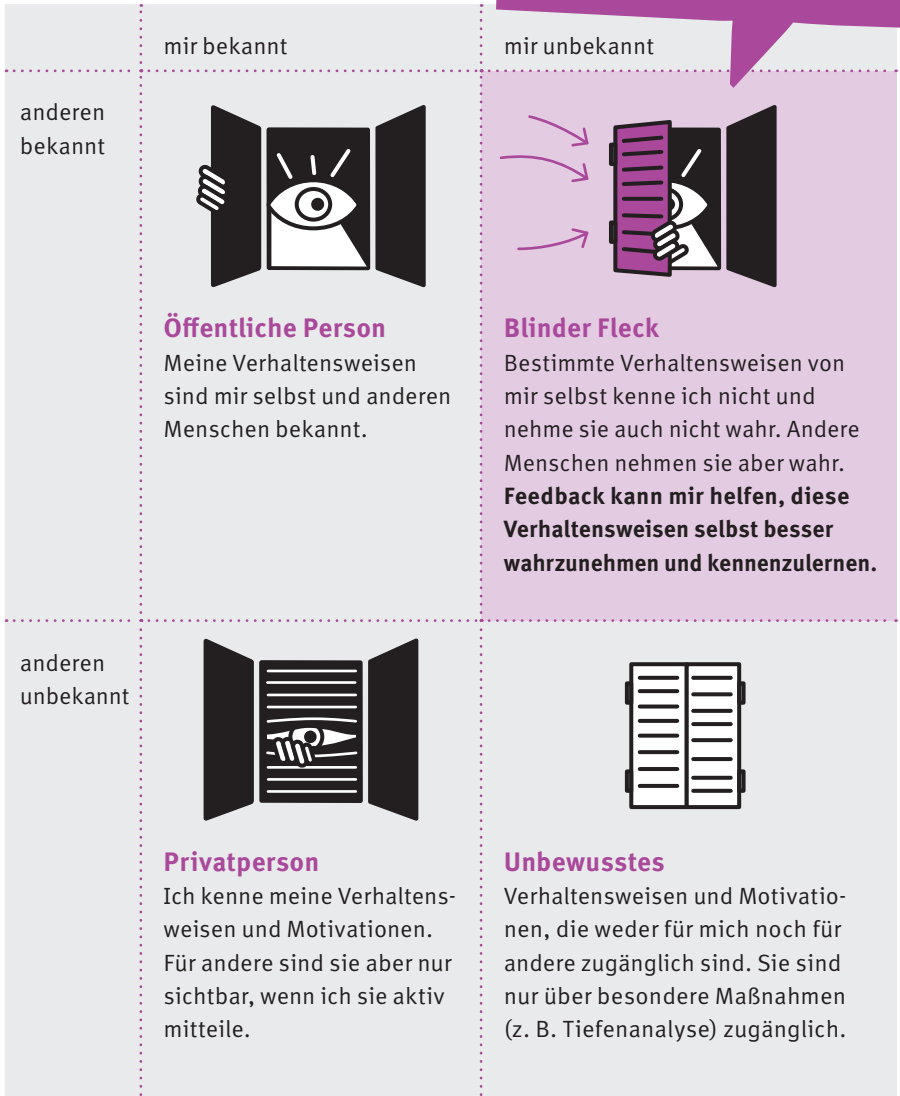 mir bekannt
mir unbekannt
anderen
bekannt
Öffentliche Person
Meine Verhaltensweisen
sind mir selbst und anderen
Menschen bekannt.
Blinder Fleck
Bestimmte Verhaltensweisen von
mir selbst kenne ich nicht und
nehme sie auch nicht wahr. Andere
Menschen nehmen sie aber wahr.
Feedback kann mir helfen, diese
Verhaltensweisen selbst besser
wahrzunehmen und kennenzulernen.
anderen
unbekannt
Privatperson
Ich kenne meine Verhaltens-
weisen und Motivationen.
Für andere sind sie aber nur
sichtbar, wenn ich sie aktiv
mitteile.
Unbewusstes
Verhaltensweisen und Motivatio-
nen, die weder für mich noch für
andere zugänglich sind. Sie sind
nur über besondere Maßnahmen
(z. B. Tiefenanalyse) zugänglich.